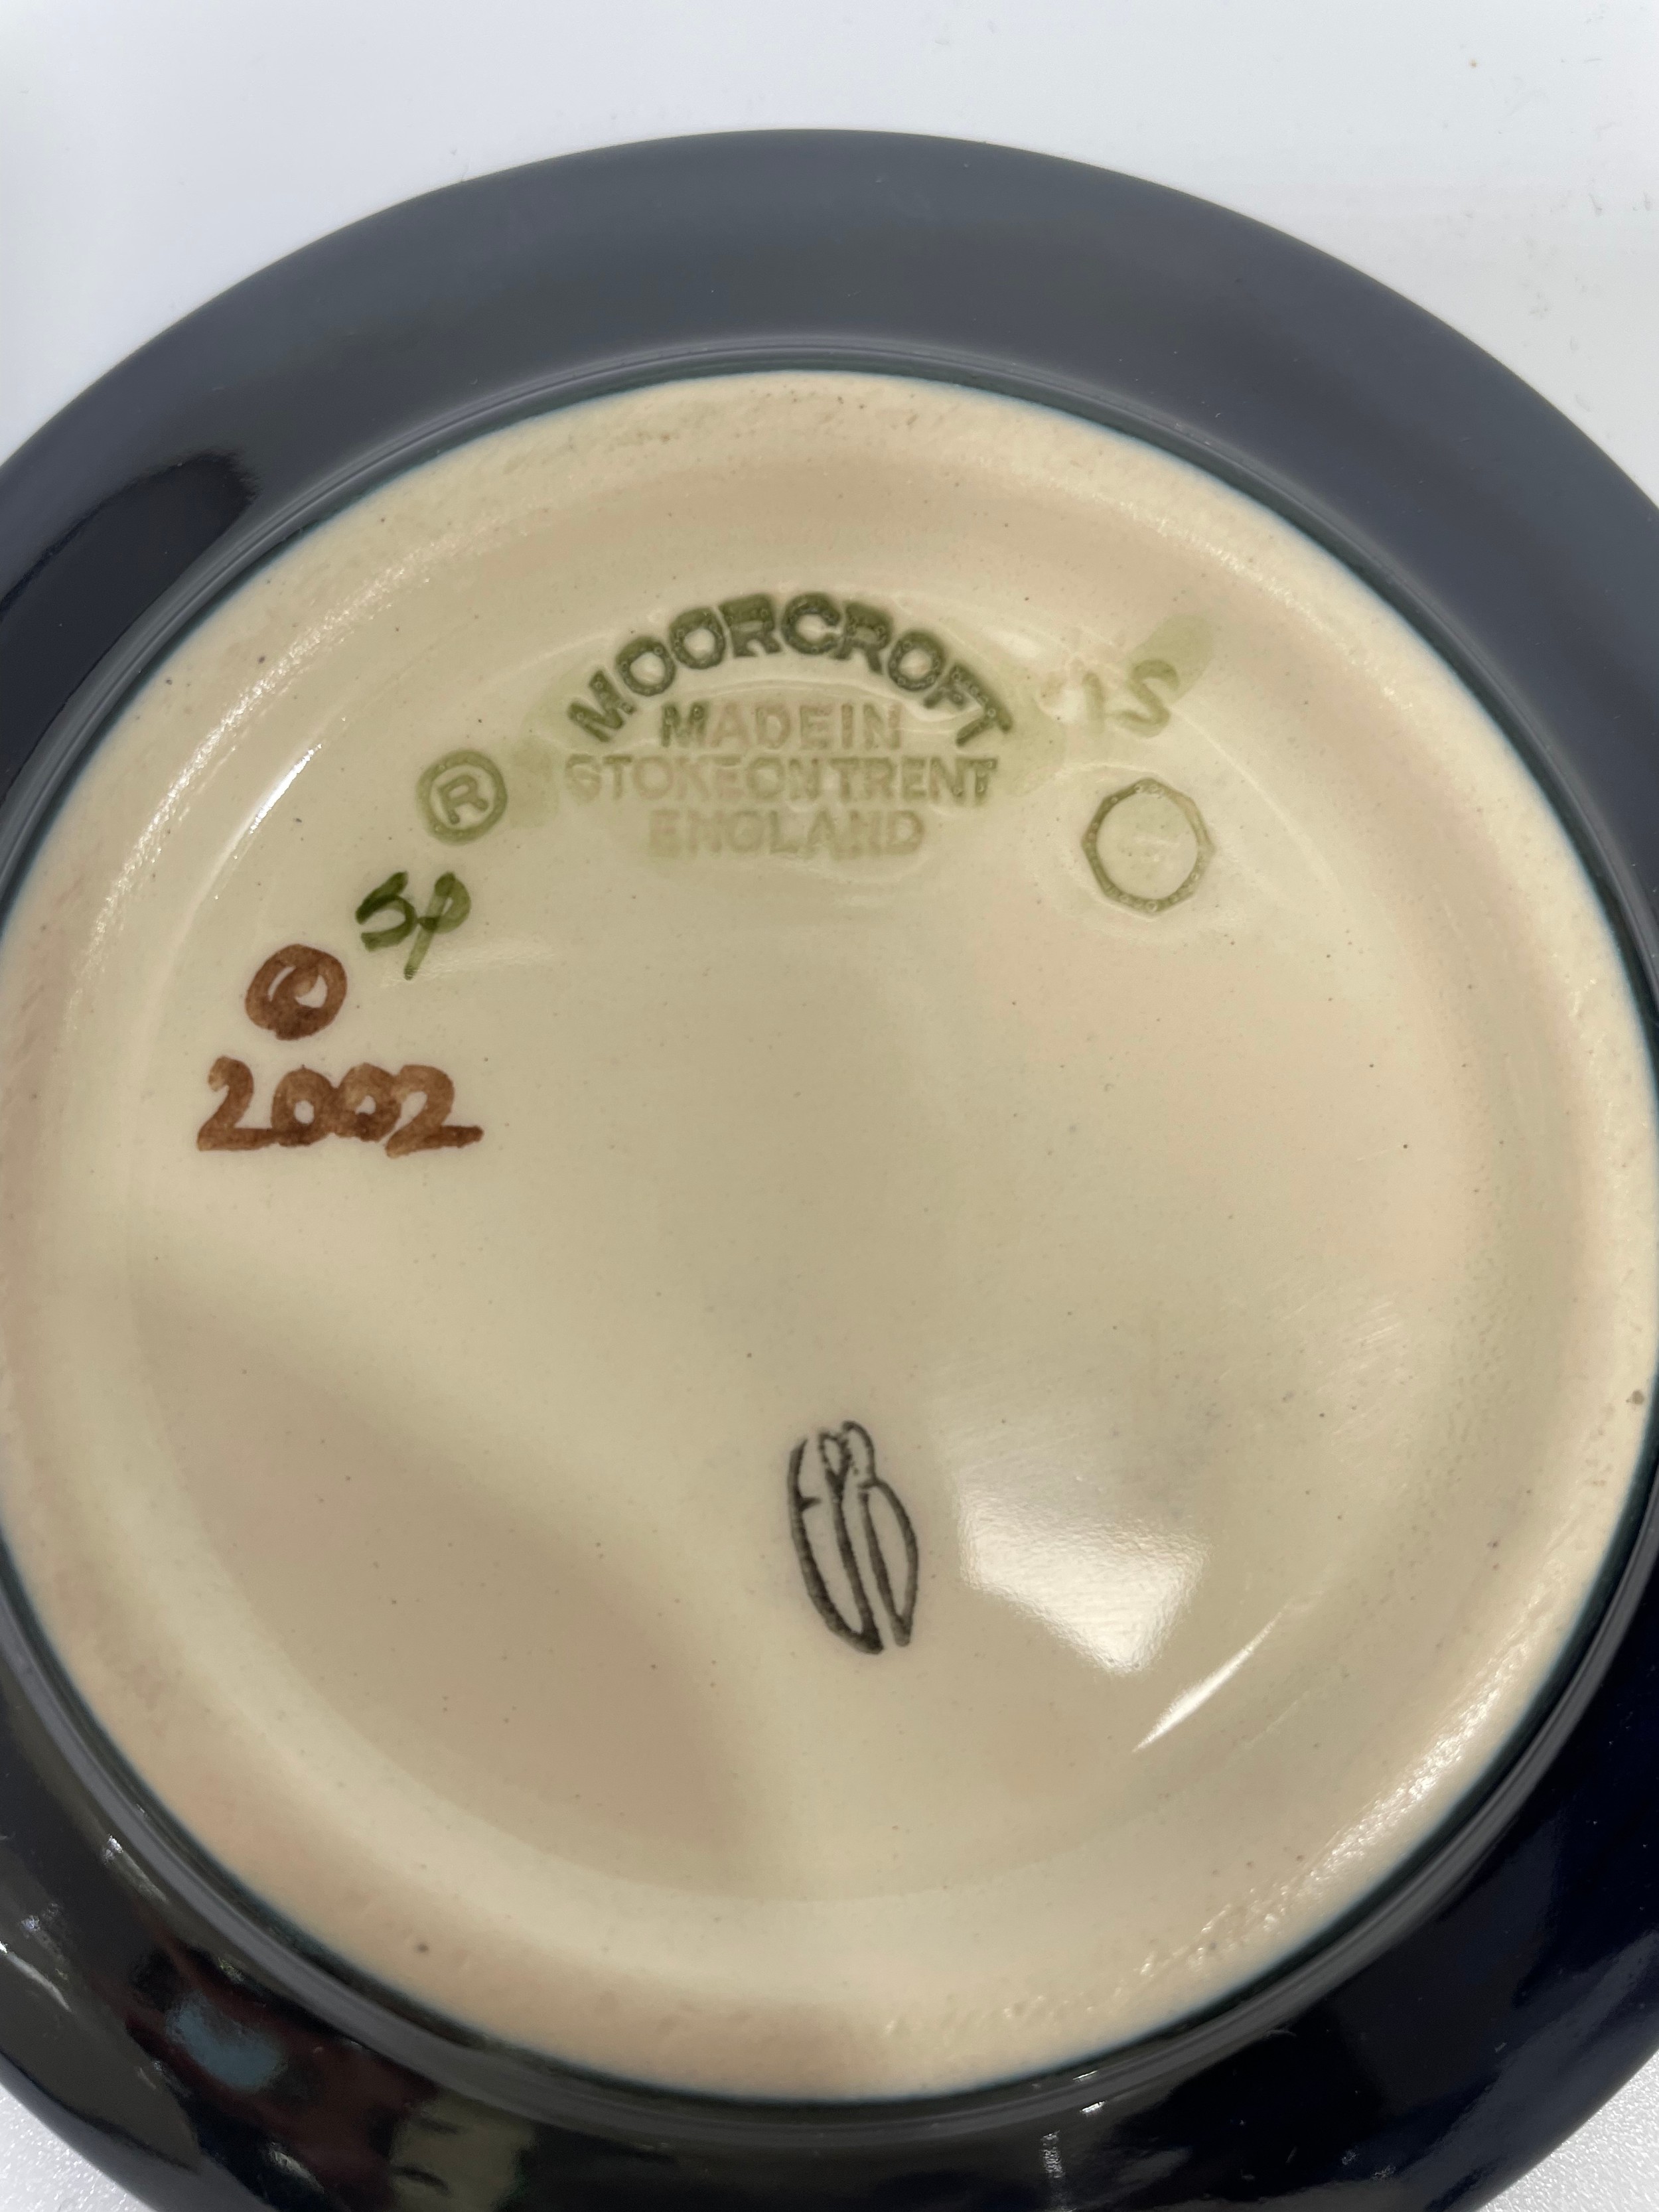 MOORCROFT
MADE IN
STOKE ON TRENT
ENGLAND
®
SP
©
2002